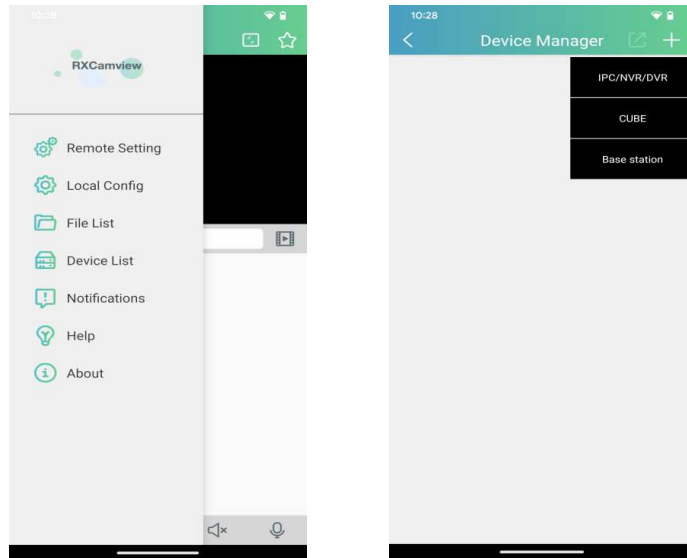 10:28
RXCamview
Remote Setting
Local Config
File List
Device List
Notifications
Help
About
10:28
Device Manager
IPC/NVR/DVR
CUBE
Base station